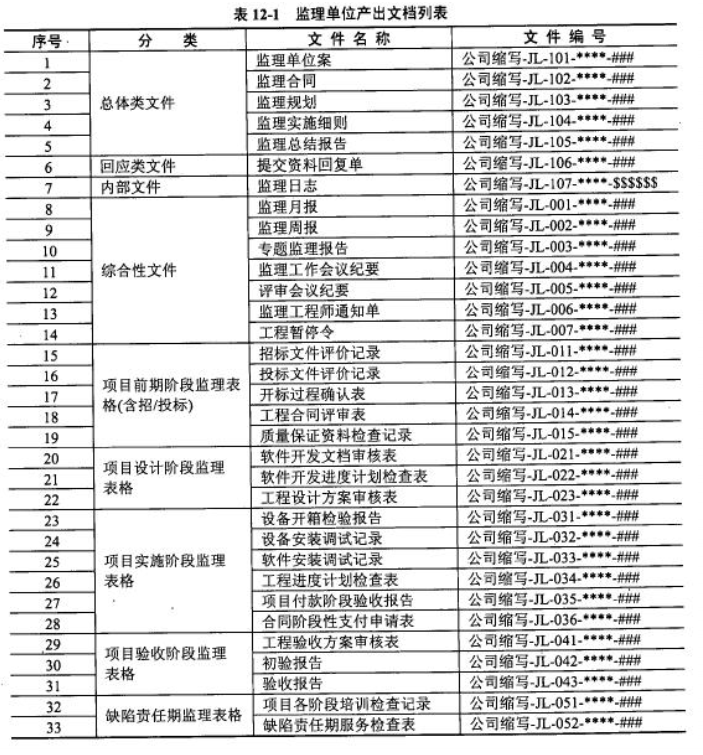 表 12-1 监理单位产出文档列表
序号 分 类 文 件 名 称 文 件 编 号
1 监理单位案 公司缩写-JL-101-****-###
2 监理合同 公司缩写-JL-102-****-###
3 总体类文件 监理规划 公司缩写-JL-103-****-###
4 监理实施细则 公司缩写-JL-104-****-###
5 监理总结报告 公司缩写-JL-105-****-###
6 回应类文件 提交资料回复单 公司缩写-JL-106-****-###
7 内部文件 监理日志 公司缩写-JL-107-****-$$$$$$
8 监理月报 公司缩写-JL-001-****-###
9 监理周报 公司缩写-JL-002-****-###
10 专题监理报告 公司缩写-JL-003-****-###
11 综合性文件 监理工作会议纪要 公司缩写-JL-004-****-###
12 评审会议纪要 公司缩写-JL-005-****-###
13 监理工程师通知单 公司缩写-JL-006-****-###
14 工程暂停令 公司缩写-JL-007-****-###
15 招标文件评价记录 公司缩写-JL-011-****-###
16 项目前期阶段监理表 投标文件评价记录 公司缩写-JL-012-****-###
17 格(含招/投标) 开标过程确认表 公司缩写-JL-013-****-###
18 工程合同评审表 公司缩写-JL-014-****-###
19 质量保证资料检查记录 公司缩写-JL-015-****-###
20 项目设计阶段监理 软件开发文档审核表 公司缩写-JL-021-****-###
21 表格 软件开发进度计划检查表 公司缩写-JL-022-****-###
22 工程设计方案审核表 公司缩写-JL-023-****-###
23 设备开箱检验报告 公司缩写-JL-031-****-###
24 设备安装调试记录 公司缩写-JL-032-****-###
25 项目实施阶段监理 软件安装调试记录 公司缩写-JL-033-****-###
26 表格 工程进度计划检查表 公司缩写-JL-034-****-###
27 项目付款阶段验收报告 公司缩写-JL-035-****-###
28 合同阶段性支付申请表 公司缩写-JL-036-****-###
29 项目验收阶段监理 工程验收方案审核表 公司缩写-JL-041-****-###
30 表格 初验报告 公司缩写-JL-042-****-###
31 验收报告 公司缩写-JL-043-****-###
32 缺陷责任期监理表格 项目各阶段培训检查记录 公司缩写-JL-051-****-###
33 缺陷责任期服务检查表 公司缩写-JL-052-****-###